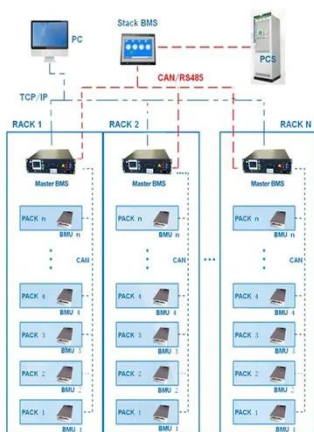 PC
Stack BMS
PCS
CAN/RS485
TCP/IP
RACK 1
RACK 2
RACK N
Master BMS
Master BMS
Master BMS
PACK n
BMU n
PACK n
BMU n
PACK n
BMU n
CAN
CAN
CAN
PACK 4
BMU 4
PACK 4
BMU 4
PACK 4
BMU 4
PACK 3
BMU 3
PACK 3
BMU 3
PACK 3
BMU 3
PACK 2
BMU 2
PACK 2
BMU 2
PACK 2
BMU 2
PACK 1
BMU 1
PACK 1
BMU 1
PACK 1
BMU 1